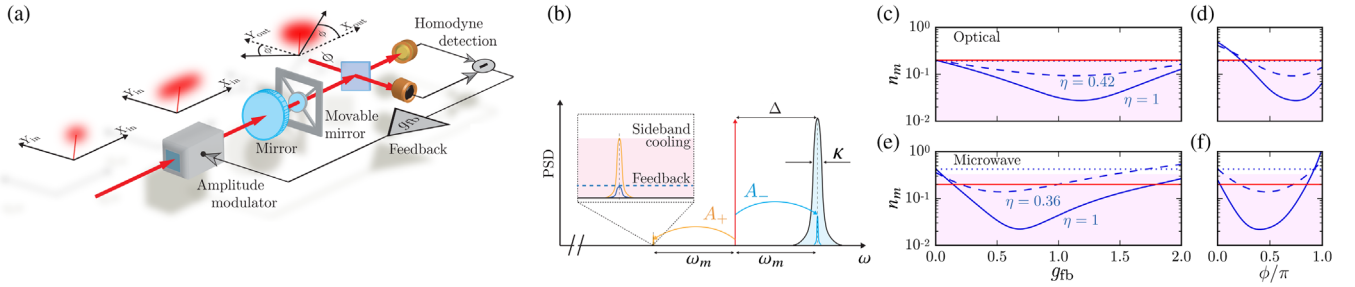 (a)
Y_out
X_out
ϕ
ϕ
Homodyne
detection
ϕ
Y_in
X_in
Y_in
X_in
−
g_fb
Movable
mirror
Mirror
Feedback
Amplitude
modulator
(b)
Δ
Sideband
cooling
κ
PSD
Feedback
A_−
A_+
ω_m
ω_m
ω
(c)
(d)
10^0
Optical
n_m
10^-1
η = 0.42
η = 1
10^-2
(e)
(f)
10^0
Microwave
n_m
10^-1
η = 0.36
η = 1
10^-2
0.0
0.5
1.0
1.5
2.0
g_fb
0.0
0.5
1.0
ϕ/π